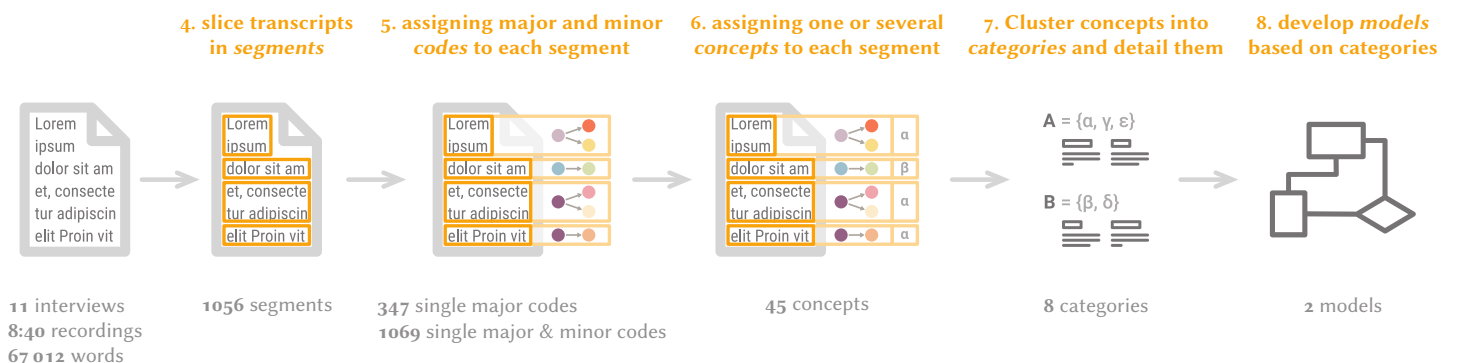 4. slice transcripts
in segments
5. assigning major and minor
codes to each segment
6. assigning one or several
concepts to each segment
7. Cluster concepts into
categories and detail them
8. develop models
based on categories
Lorem
ipsum
dolor sit am
et, consecte
tur adipiscin
elit Proin vit
Lorem
ipsum
dolor sit am
et, consecte
tur adipiscin
elit Proin vit
Lorem
ipsum
dolor sit am
et, consecte
tur adipiscin
elit Proin vit
α
β
α
α
Lorem
ipsum
dolor sit am
et, consecte
tur adipiscin
elit Proin vit
α
β
α
α
A = {α, γ, ε}
B = {β, δ}
11 interviews
8:40 recordings
67 012 words
1056 segments
347 single major codes
1069 single major & minor codes
45 concepts
8 categories
2 models